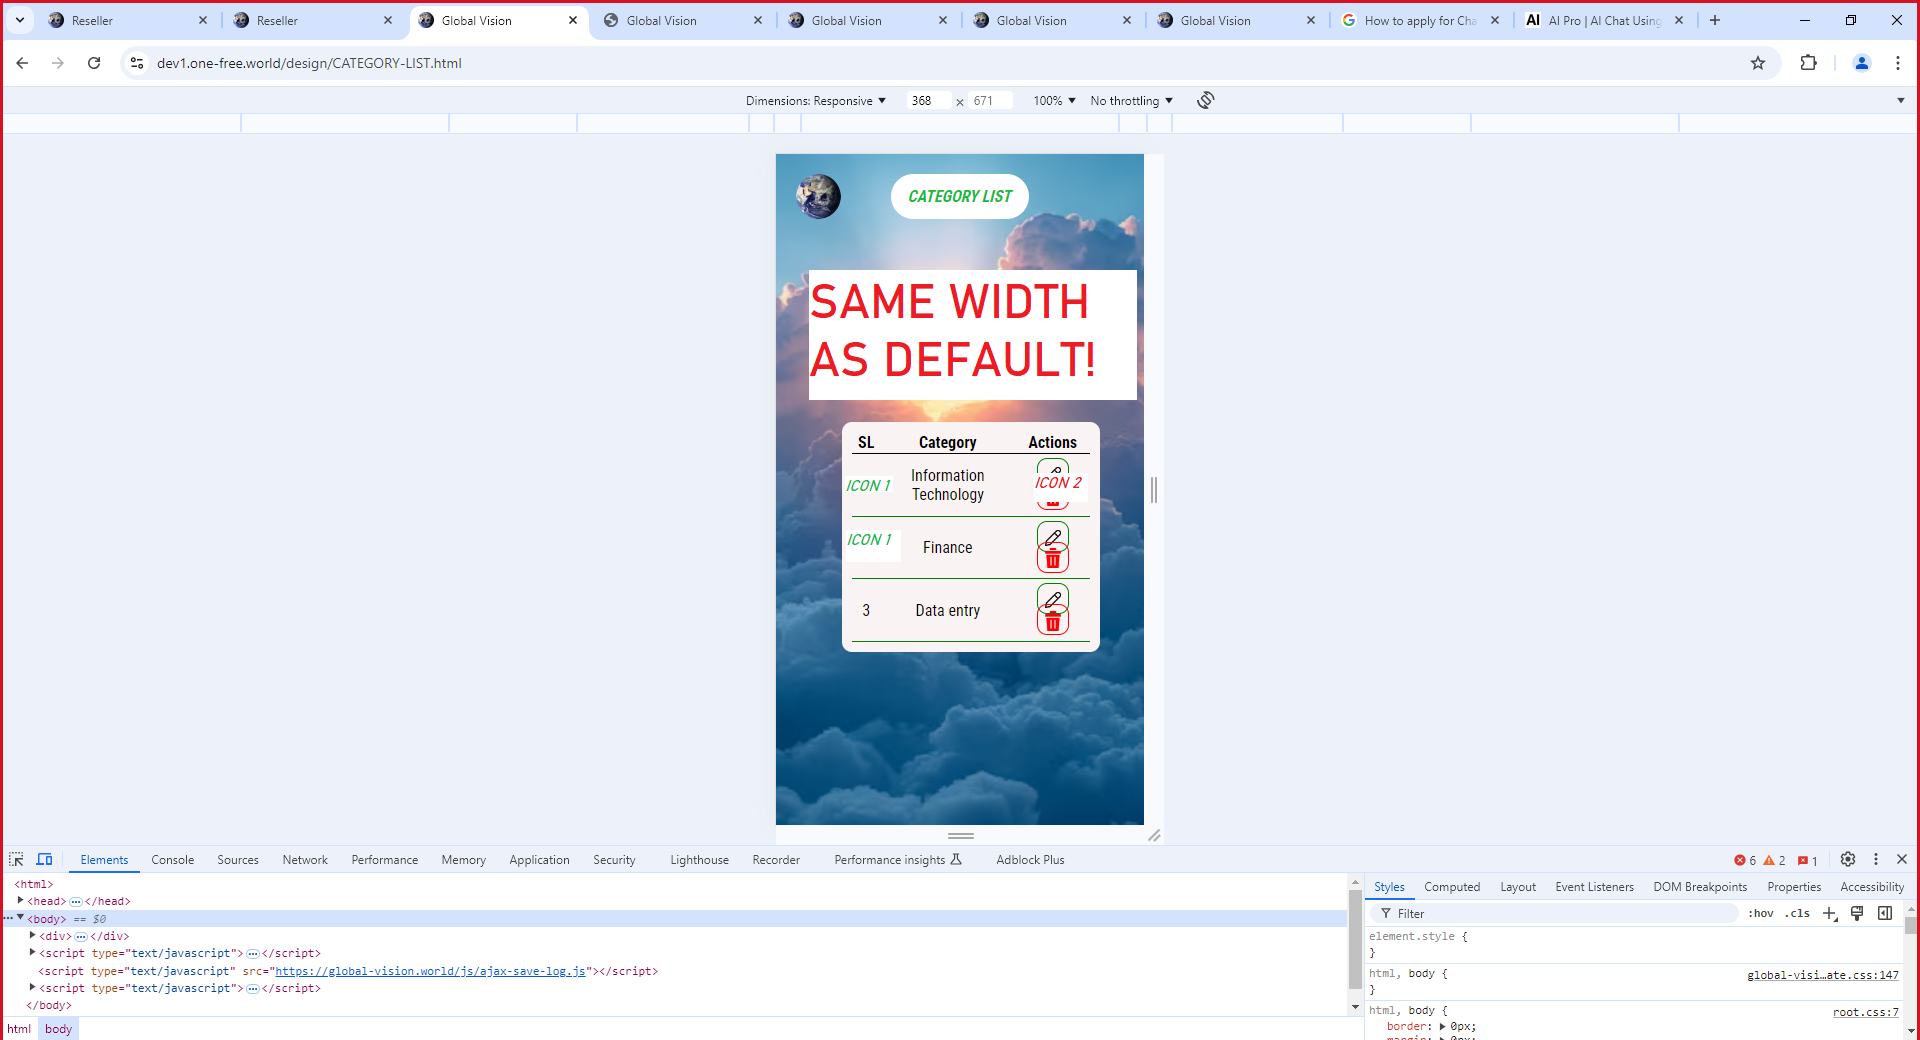 Reseller
Reseller
Global Vision
Global Vision
Global Vision
Global Vision
Global Vision
How to apply for Cha
AI AI Pro | AI Chat Using
dev1.one-free.world/design/CATEGORY-LIST.html
Dimensions: Responsive 368 × 671 100% No throttling
CATEGORY LIST
SAME WIDTH
AS DEFAULT!
SL Category Actions
ICON 1 Information Technology ICON 2
ICON 1 Finance
3 Data entry
Elements Console Sources Network Performance Memory Application Security Lighthouse Recorder Performance insights Adblock Plus 6 2 1
<html>
<head>…</head>
<body> == $0
<div>…</div>
<script type="text/javascript">…</script>
<script type="text/javascript" src="https://global-vision.world/js/ajax-save-log.js"></script>
<script type="text/javascript">…</script>
</body>
html body
Styles Computed Layout Event Listeners DOM Breakpoints Properties Accessibility
Filter :hov .cls
element.style {
}
html, body { global-visi…ate.css:147
}
html, body { root.css:7
border: 0px;
margin: 0px;